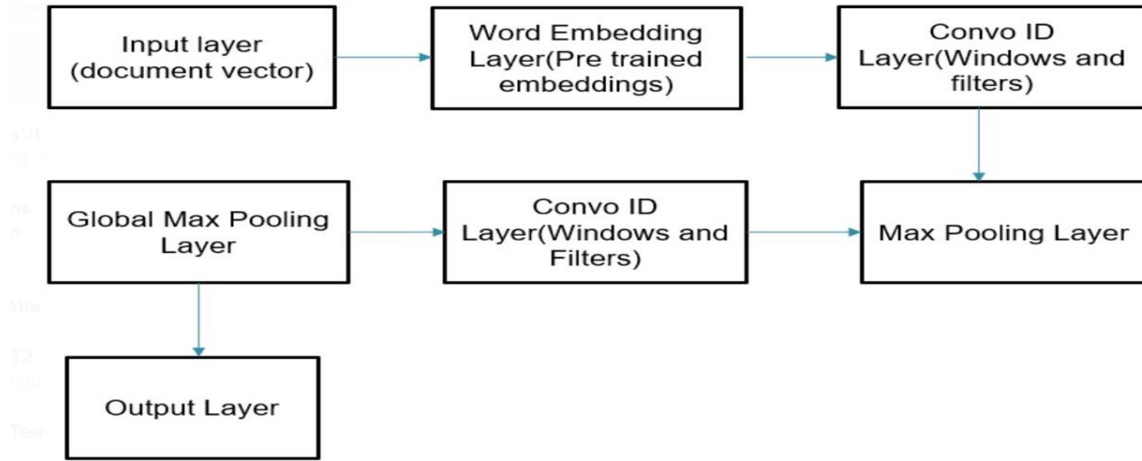 Input layer
(document vector)
Word Embedding
Layer(Pre trained
embeddings)
Convo ID
Layer(Windows and
filters)
Global Max Pooling
Layer
Convo ID
Layer(Windows and
Filters)
Max Pooling Layer
Output Layer